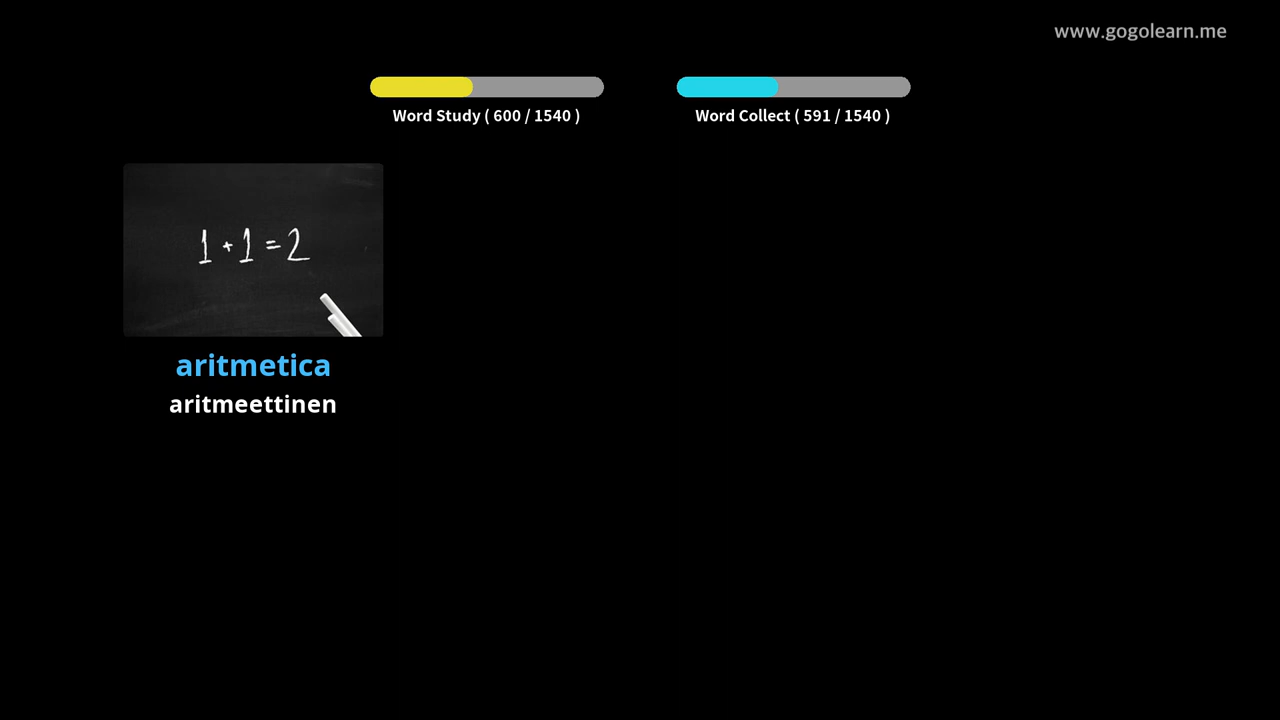 www.gogolearn.me
Word Study ( 600 / 1540 )
Word Collect ( 591 / 1540 )
1 + 1 = 2
aritmetica
aritmeettinen